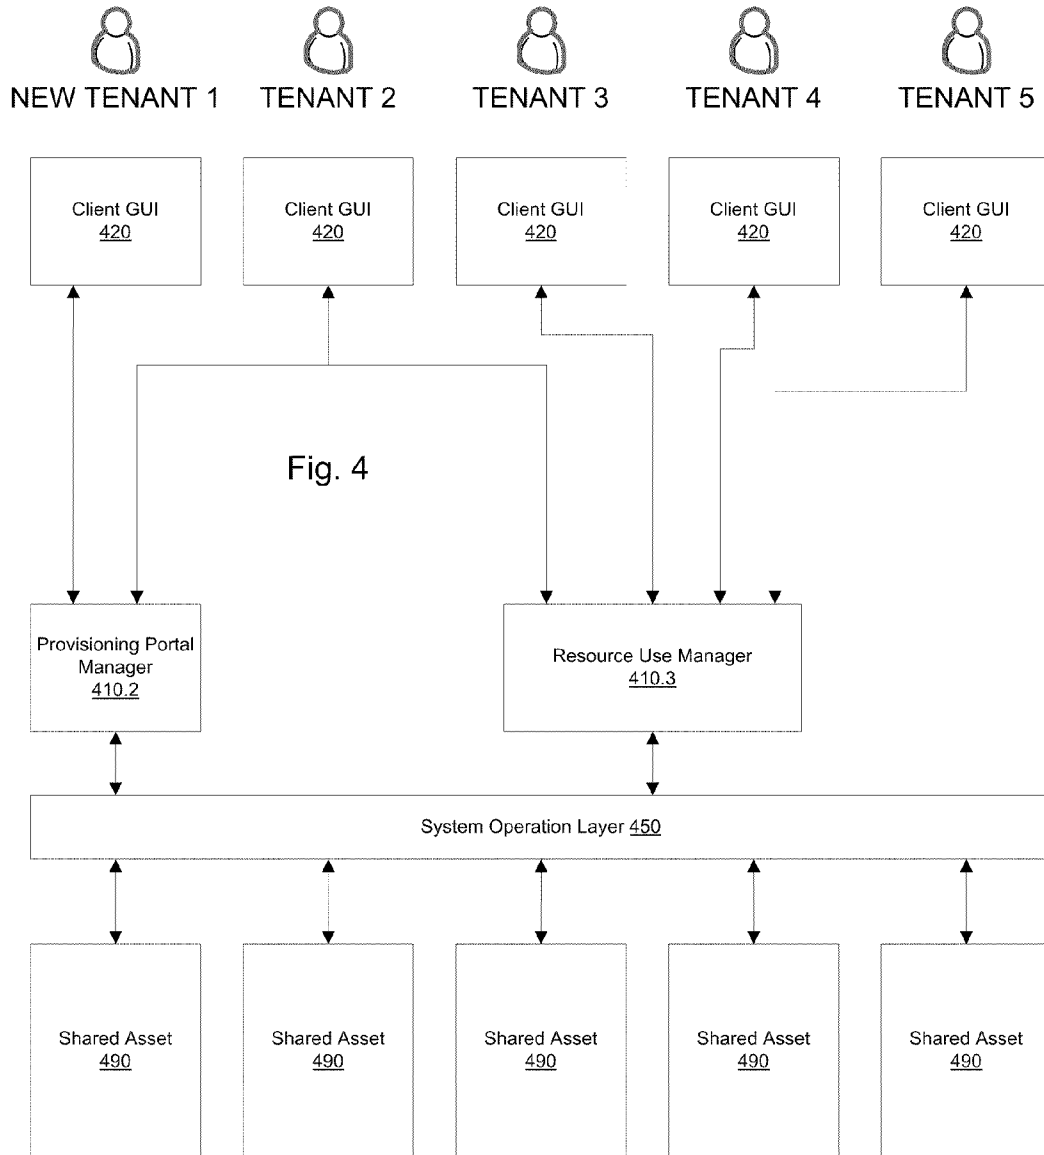 NEW TENANT 1
TENANT 2
TENANT 3
TENANT 4
TENANT 5
Client GUI
420
Client GUI
420
Client GUI
420
Client GUI
420
Client GUI
420
Fig. 4
Provisioning Portal
Manager
410.2
Resource Use Manager
410.3
System Operation Layer 450
Shared Asset
490
Shared Asset
490
Shared Asset
490
Shared Asset
490
Shared Asset
490